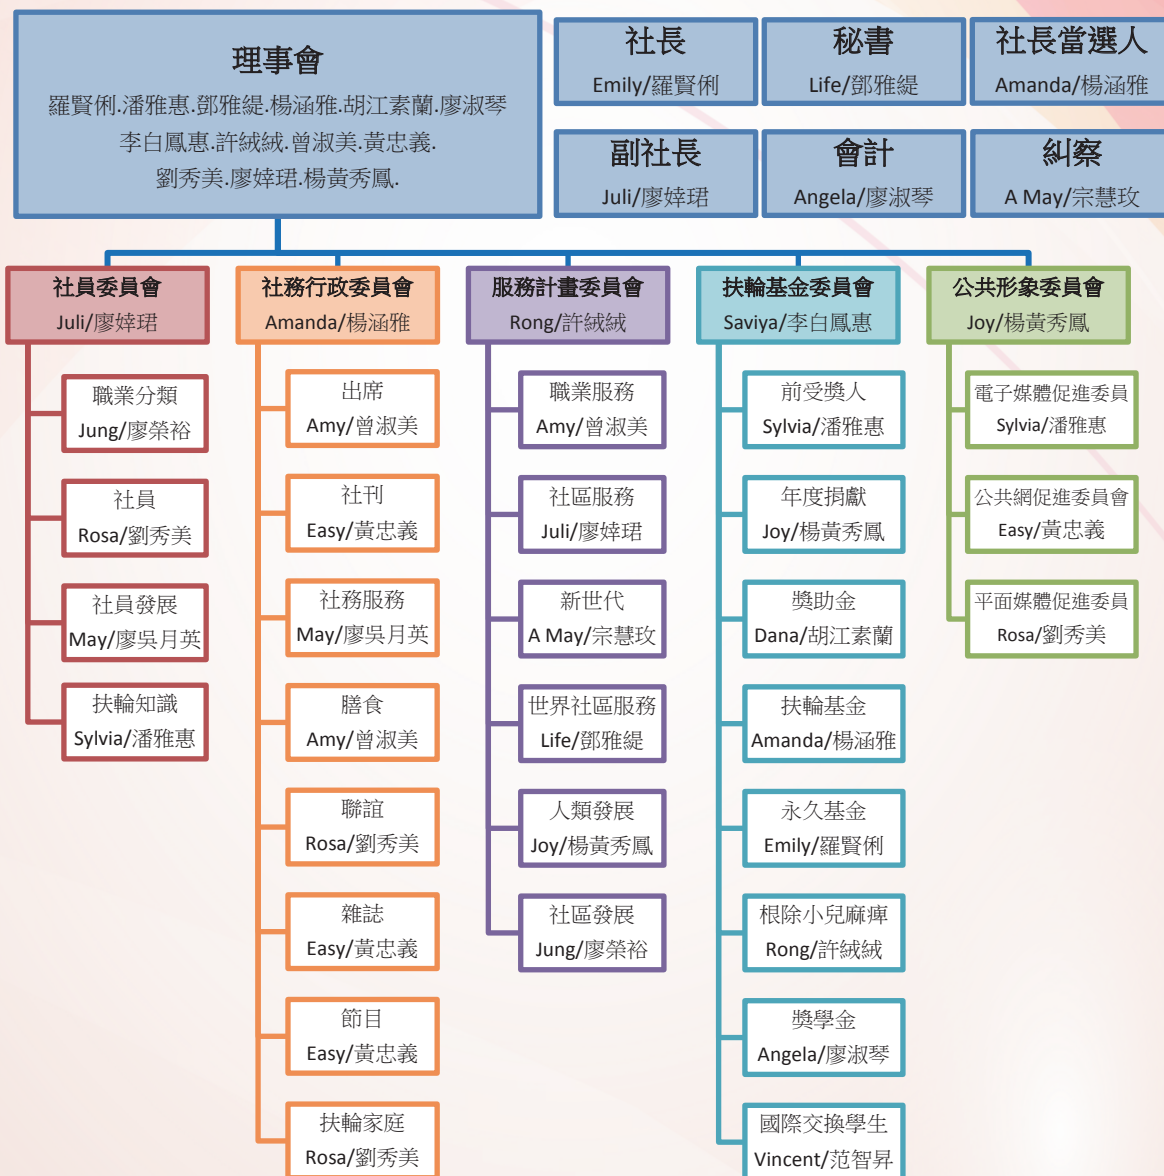 理事會
羅賢俐.潘雅惠.鄧雅緹.楊涵雅.胡江素蘭.廖淑琴
李白鳳惠.許絨絨.曾淑美.黃忠義.
劉秀美.廖婞珺.楊黃秀鳳.
社長
Emily/羅賢俐
秘書
Life/鄧雅緹
社長當選人
Amanda/楊涵雅
副社長
Juli/廖婞珺
會計
Angela/廖淑琴
糾察
A May/宗慧玫
社員委員會
Juli/廖婞珺
職業分類
Jung/廖榮裕
社員
Rosa/劉秀美
社員發展
May/廖吳月英
扶輪知識
Sylvia/潘雅惠
社務行政委員會
Amanda/楊涵雅
出席
Amy/曾淑美
社刊
Easy/黃忠義
社務服務
May/廖吳月英
膳食
Amy/曾淑美
聯誼
Rosa/劉秀美
雜誌
Easy/黃忠義
節目
Easy/黃忠義
扶輪家庭
Rosa/劉秀美
服務計畫委員會
Rong/許絨絨
職業服務
Amy/曾淑美
社區服務
Juli/廖婞珺
新世代
A May/宗慧玫
世界社區服務
Life/鄧雅緹
人類發展
Joy/楊黃秀鳳
社區發展
Jung/廖榮裕
扶輪基金委員會
Saviya/李白鳳惠
前受獎人
Sylvia/潘雅惠
年度捐獻
Joy/楊黃秀鳳
獎助金
Dana/胡江素蘭
扶輪基金
Amanda/楊涵雅
永久基金
Emily/羅賢俐
根除小兒麻痺
Rong/許絨絨
獎學金
Angela/廖淑琴
國際交換學生
Vincent/范智昇
公共形象委員會
Joy/楊黃秀鳳
電子媒體促進委員
Sylvia/潘雅惠
公共網促進委員會
Easy/黃忠義
平面媒體促進委員
Rosa/劉秀美